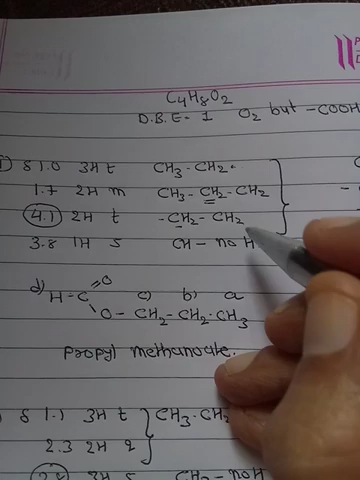 C₄H₈O₂
D.B.E - 1 O₂ but -COOH
δ 1.0 3H t CH₃-CH₂-
1.7 2H m CH₃-CH₂-CH₂
4.1 2H t -CH₂-CH₂
3.8 1H s CH - no H
d) H-C=O c) b) a
O-CH₂-CH₂-CH₃
Propyl methanoate.
δ 1.1 3H t CH₃-CH₂
2.3 2H q
3H s CH₂-no H